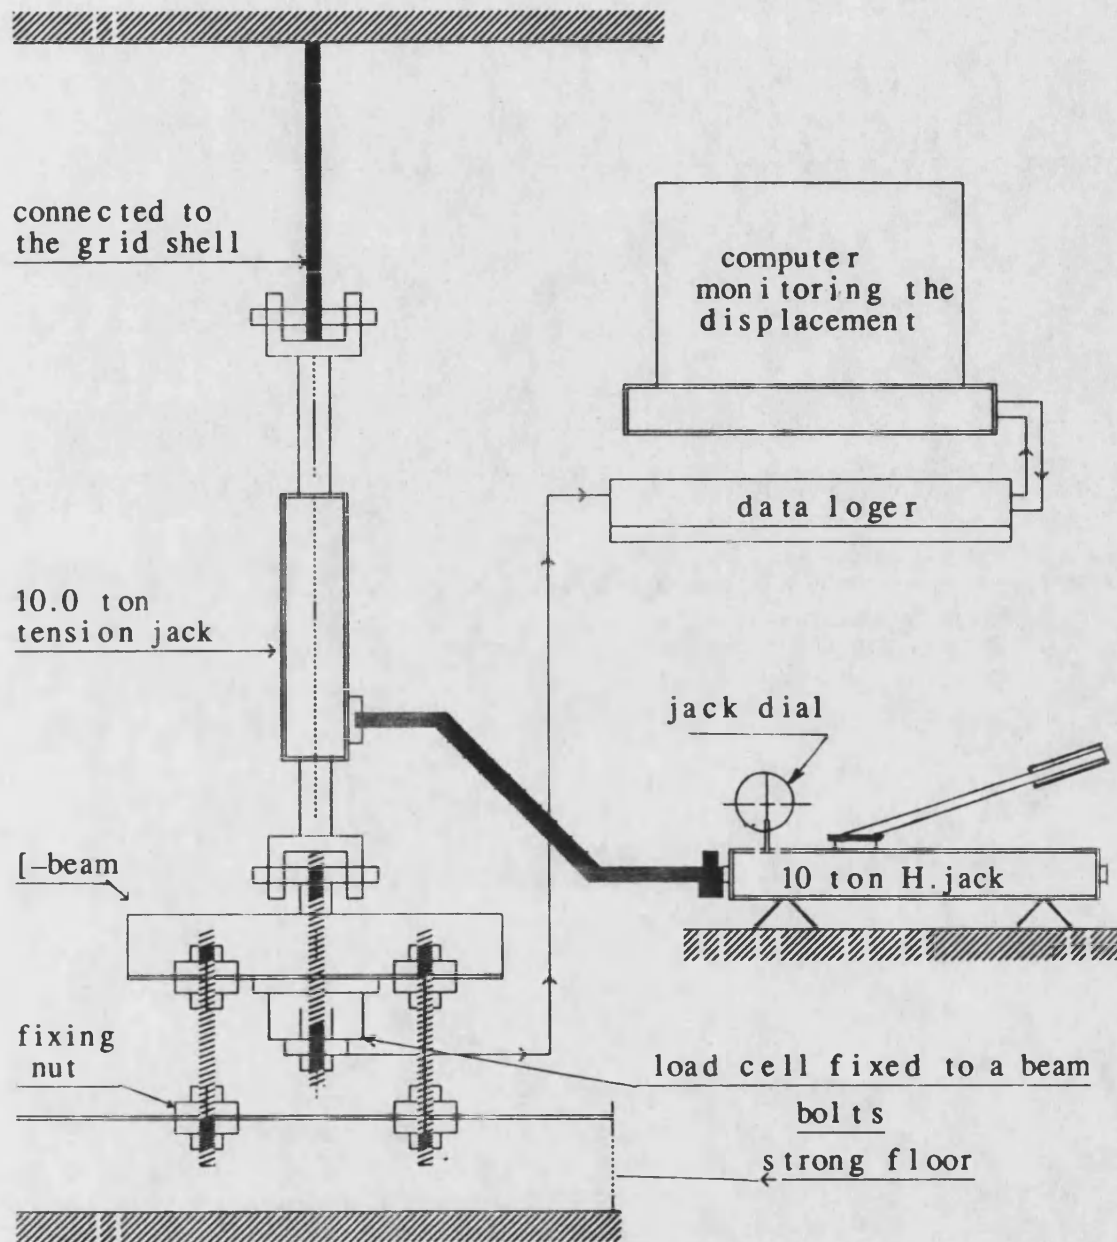 connected to
the grid shell
computer
monitoring the
displacement
data loger
10.0 ton
tension jack
jack dial
[-beam
10 ton H.jack
fixing
nut
load cell fixed to a beam
bolts
strong floor